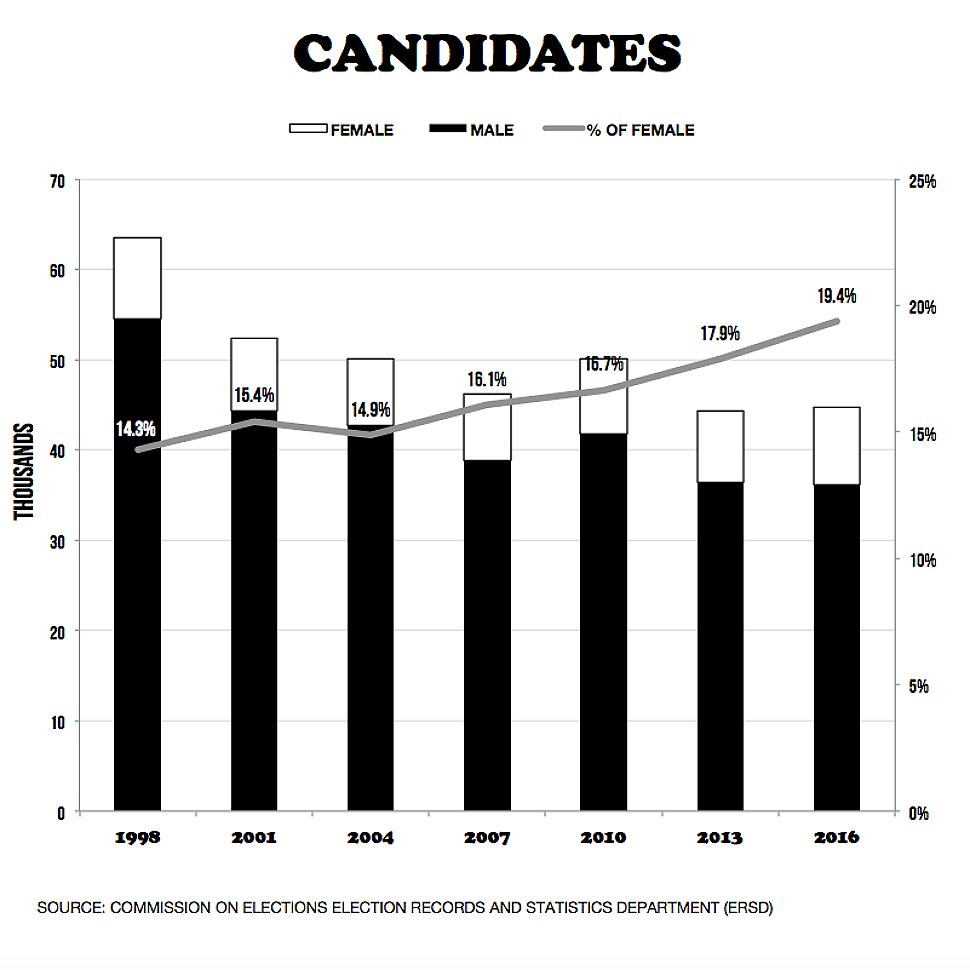 CANDIDATES
FEMALE MALE % OF FEMALE
70 25%
60
50
40
30
20
10
0
20%
15%
10%
5%
0%
THOUSANDS
14.3% 15.4% 14.9% 16.1% 16.7% 17.9% 19.4%
1998 2001 2004 2007 2010 2013 2016
SOURCE: COMMISSION ON ELECTIONS ELECTION RECORDS AND STATISTICS DEPARTMENT (ERSD)